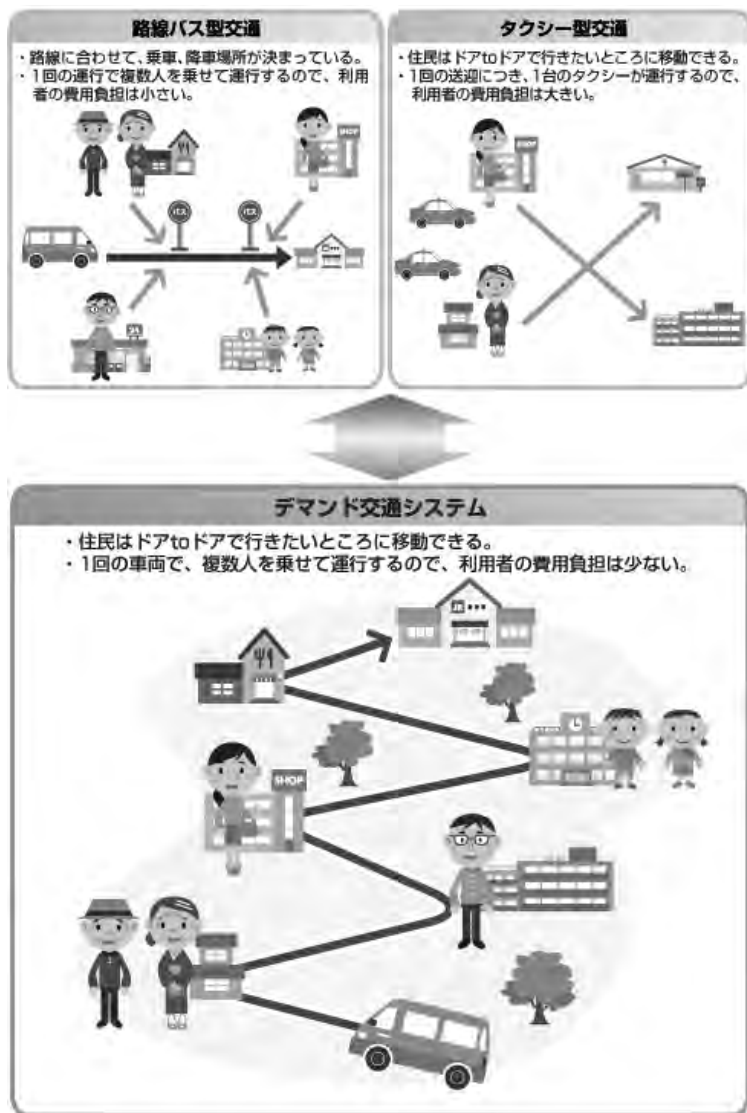 路線バス型交通
・路線に合わせて、乗車、降車場所が決まっている。
・1回の運行で複数人を乗せて運行するので、利用
者の費用負担は小さい。
バス
バス
SHOP
24
タクシー型交通
・住民はドアtoドアで行きたいところに移動できる。
・1回の送迎につき、1台のタクシーが運行するので、
利用者の費用負担は大きい。
SHOP
デマンド交通システム
・住民はドアtoドアで行きたいところに移動できる。
・1回の車両で、複数人を乗せて運行するので、利用者の費用負担は少ない。
SHOP